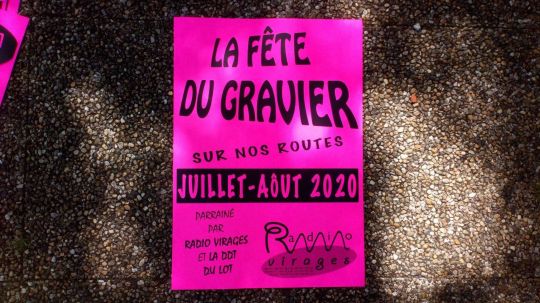 LA FÊTE
DU GRAVIER
SUR NOS ROUTES
JUILLET-AÔUT 2020
PARRAINÉ
PAR
RADIO VIRAGES
ET LA DDT
DU LOT
Radio
virages